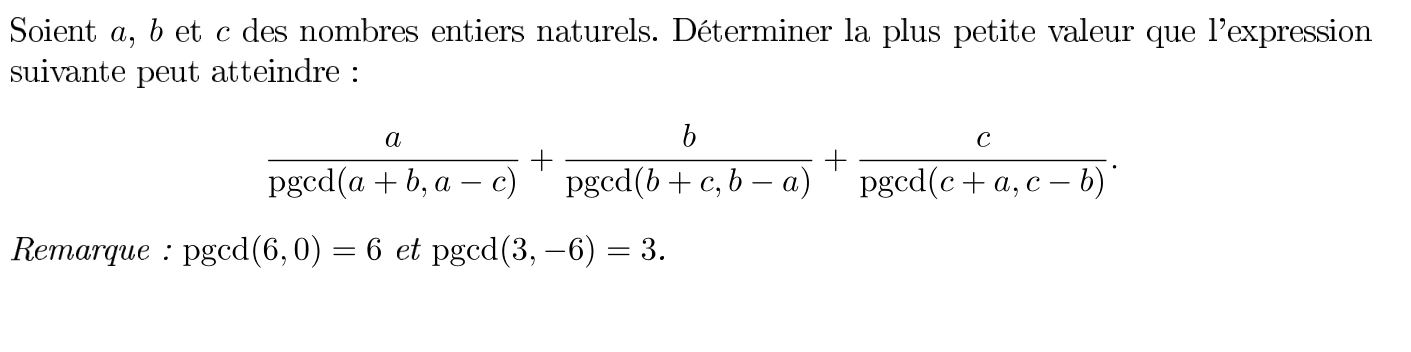 Soient a, b et c des nombres entiers naturels. Déterminer la plus petite valeur que l'expression
suivante peut atteindre :
a/pgcd(a + b, a − c) + b/pgcd(b + c, b − a) + c/pgcd(c + a, c − b).
Remarque : pgcd(6, 0) = 6 et pgcd(3, −6) = 3.